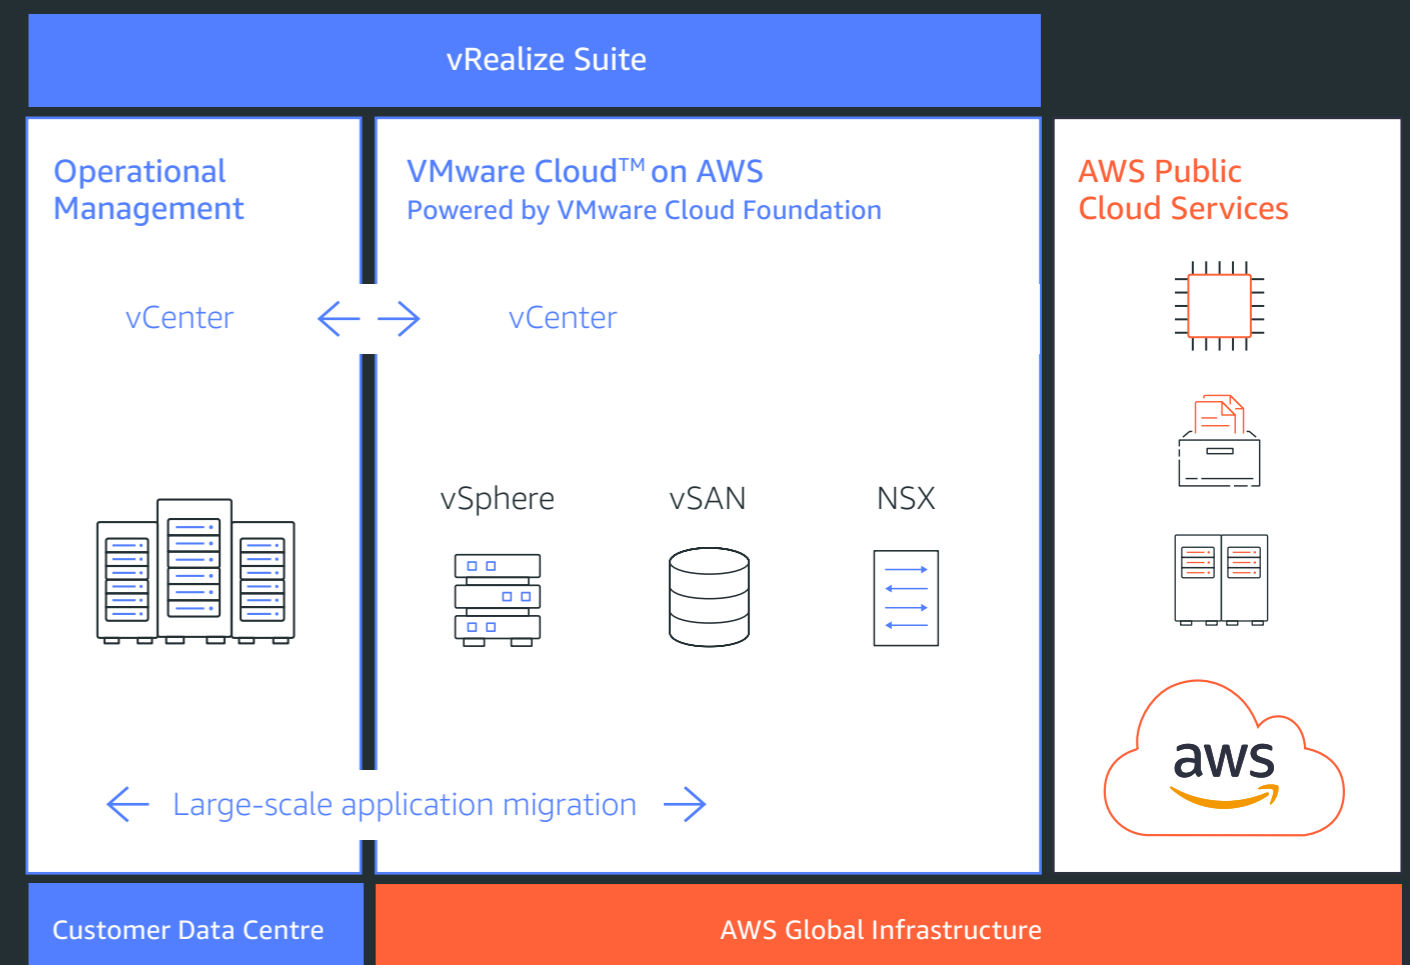 vRealize Suite
Operational
Management
VMware Cloud™ on AWS
Powered by VMware Cloud Foundation
AWS Public
Cloud Services
vCenter
vCenter
vSphere
vSAN
NSX
aws
Large-scale application migration
Customer Data Centre
AWS Global Infrastructure